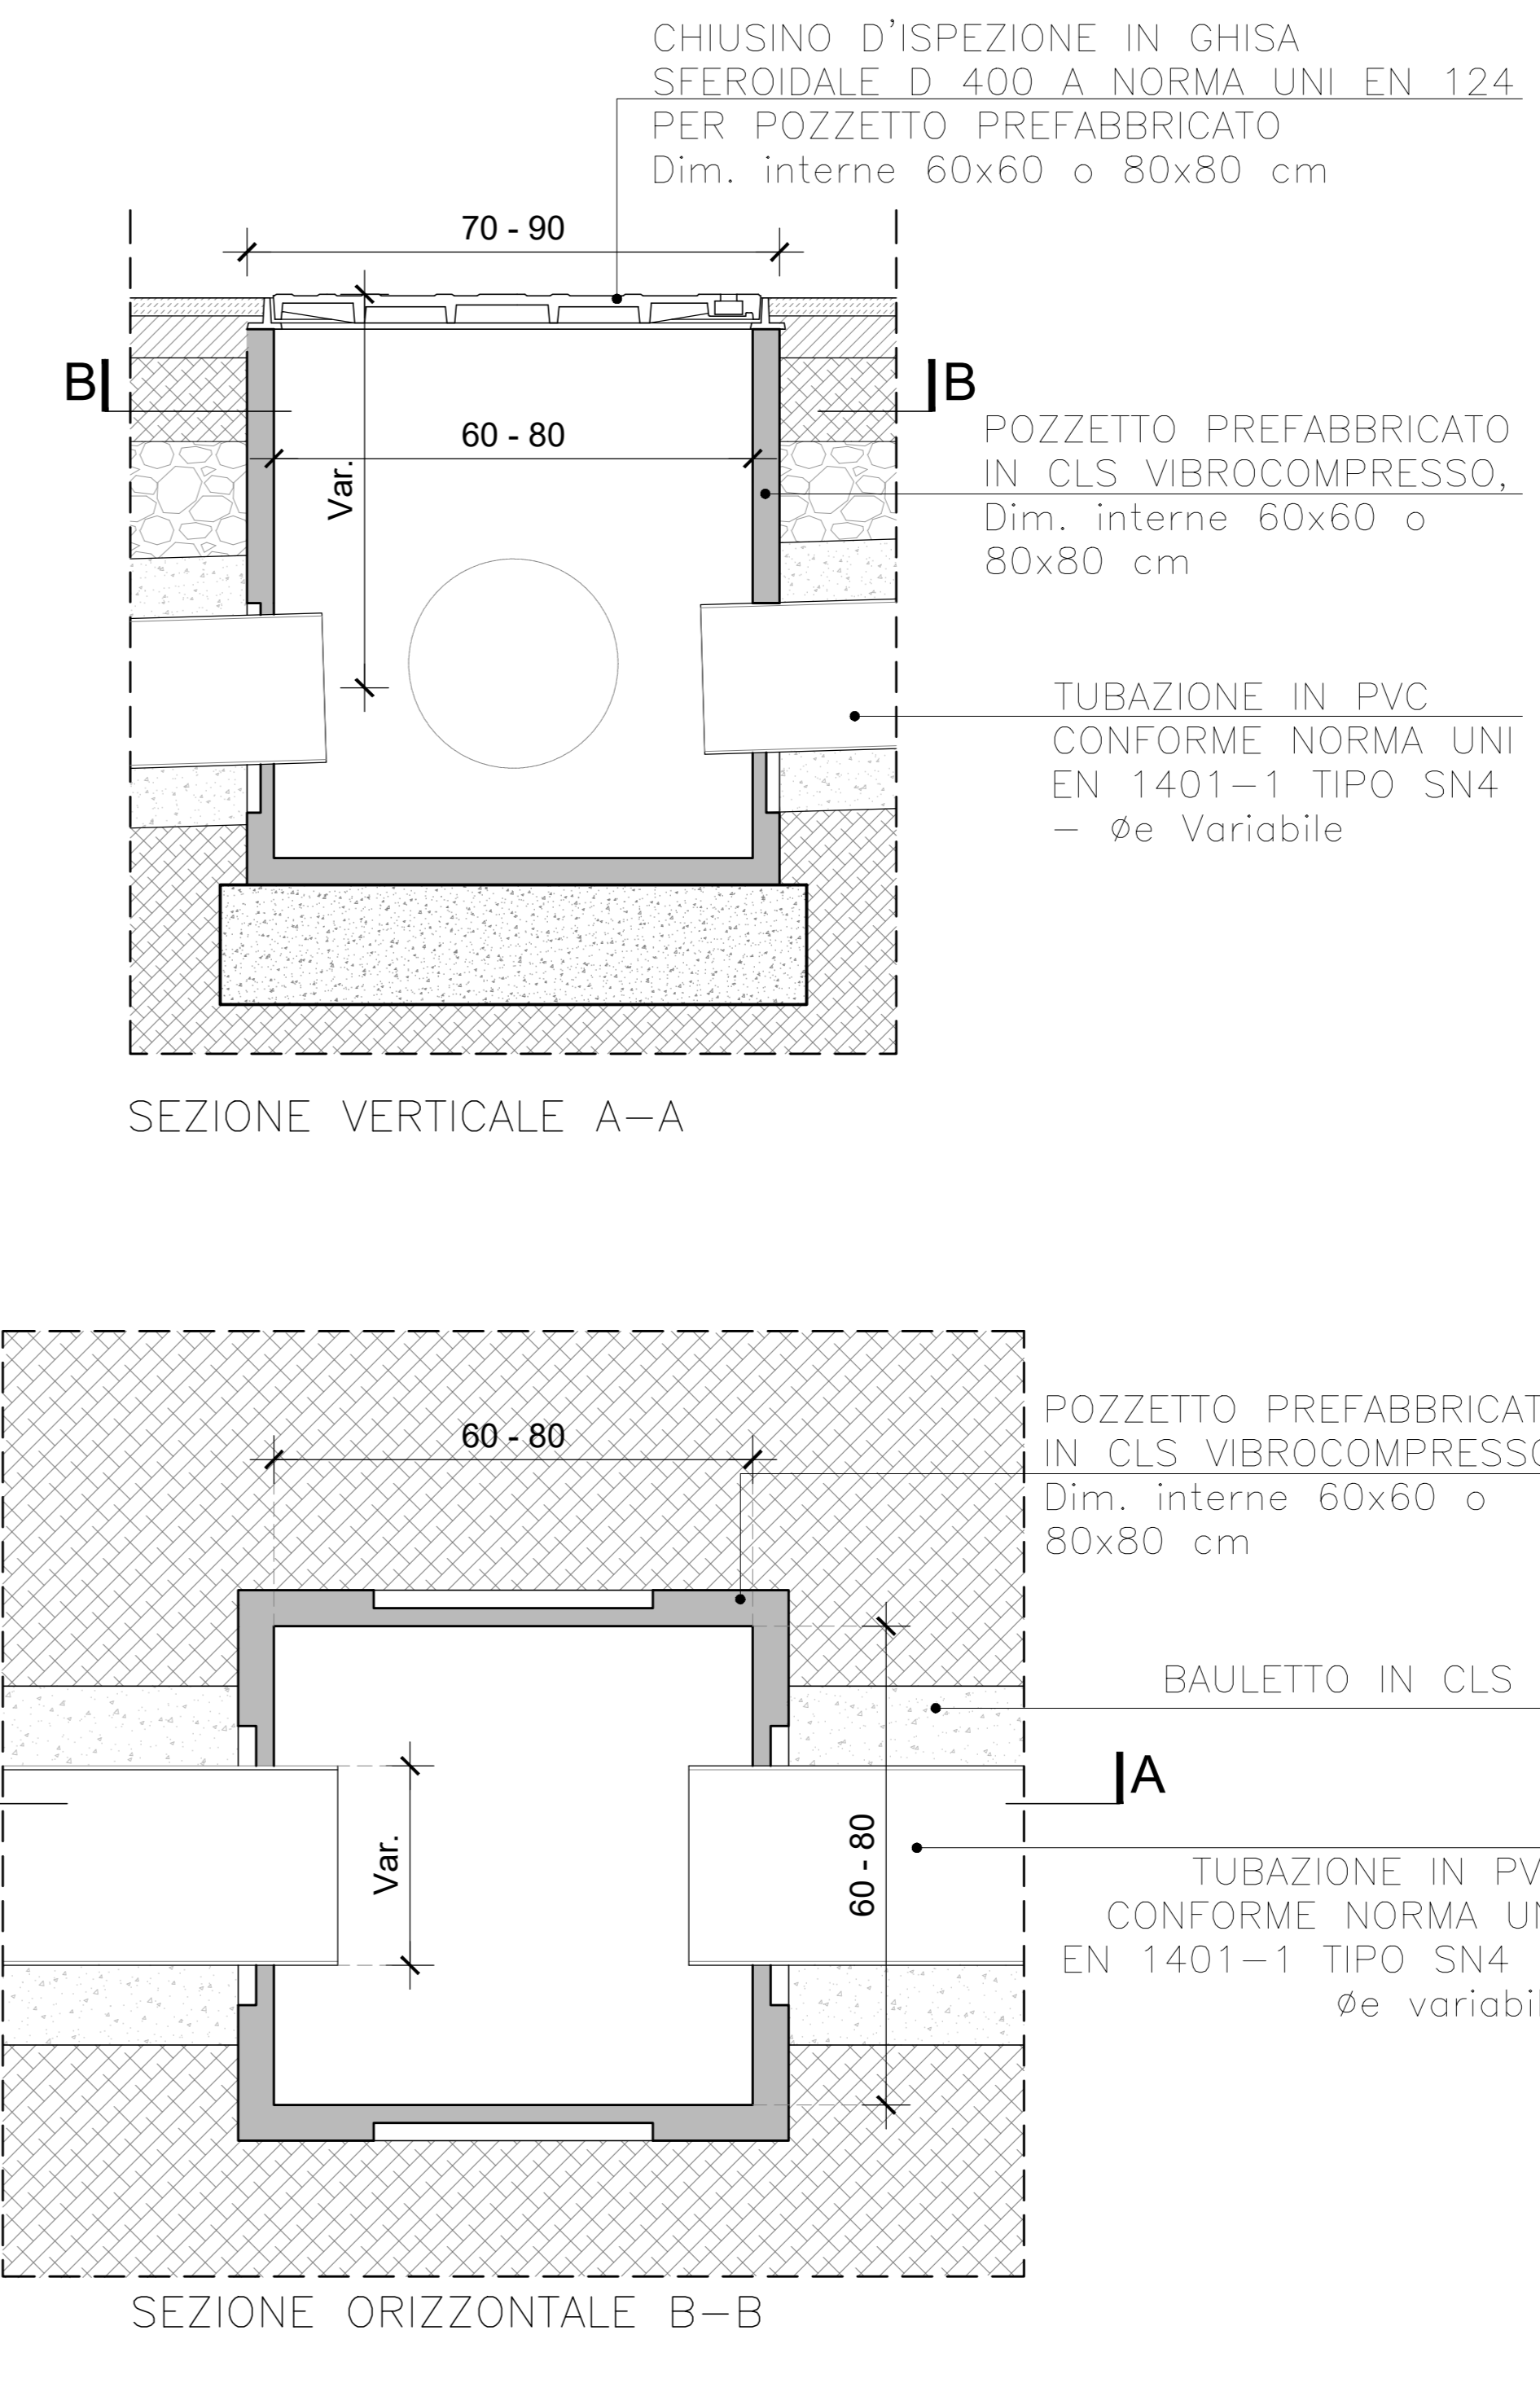 CHIUSINO D'ISPEZIONE IN GHISA
SFEROIDALE D 400 A NORMA UNI EN 124
PER POZZETTO PREFABBRICATO
Dim. interne 60x60 o 80x80 cm
70 - 90
B
B
60 - 80
Var.
POZZETTO PREFABBRICATO
IN CLS VIBROCOMPRESSO,
Dim. interne 60x60 o
80x80 cm
TUBAZIONE IN PVC
CONFORME NORMA UNI
EN 1401-1 TIPO SN4
- Øe Variabile
SEZIONE VERTICALE A-A
60 - 80
POZZETTO PREFABBRICAT
IN CLS VIBROCOMPRESSO
Dim. interne 60x60 o
80x80 cm
BAULETTO IN CLS
A
Var.
60 - 80
TUBAZIONE IN PV
CONFORME NORMA UN
EN 1401-1 TIPO SN4
Øe variabil
SEZIONE ORIZZONTALE B-B